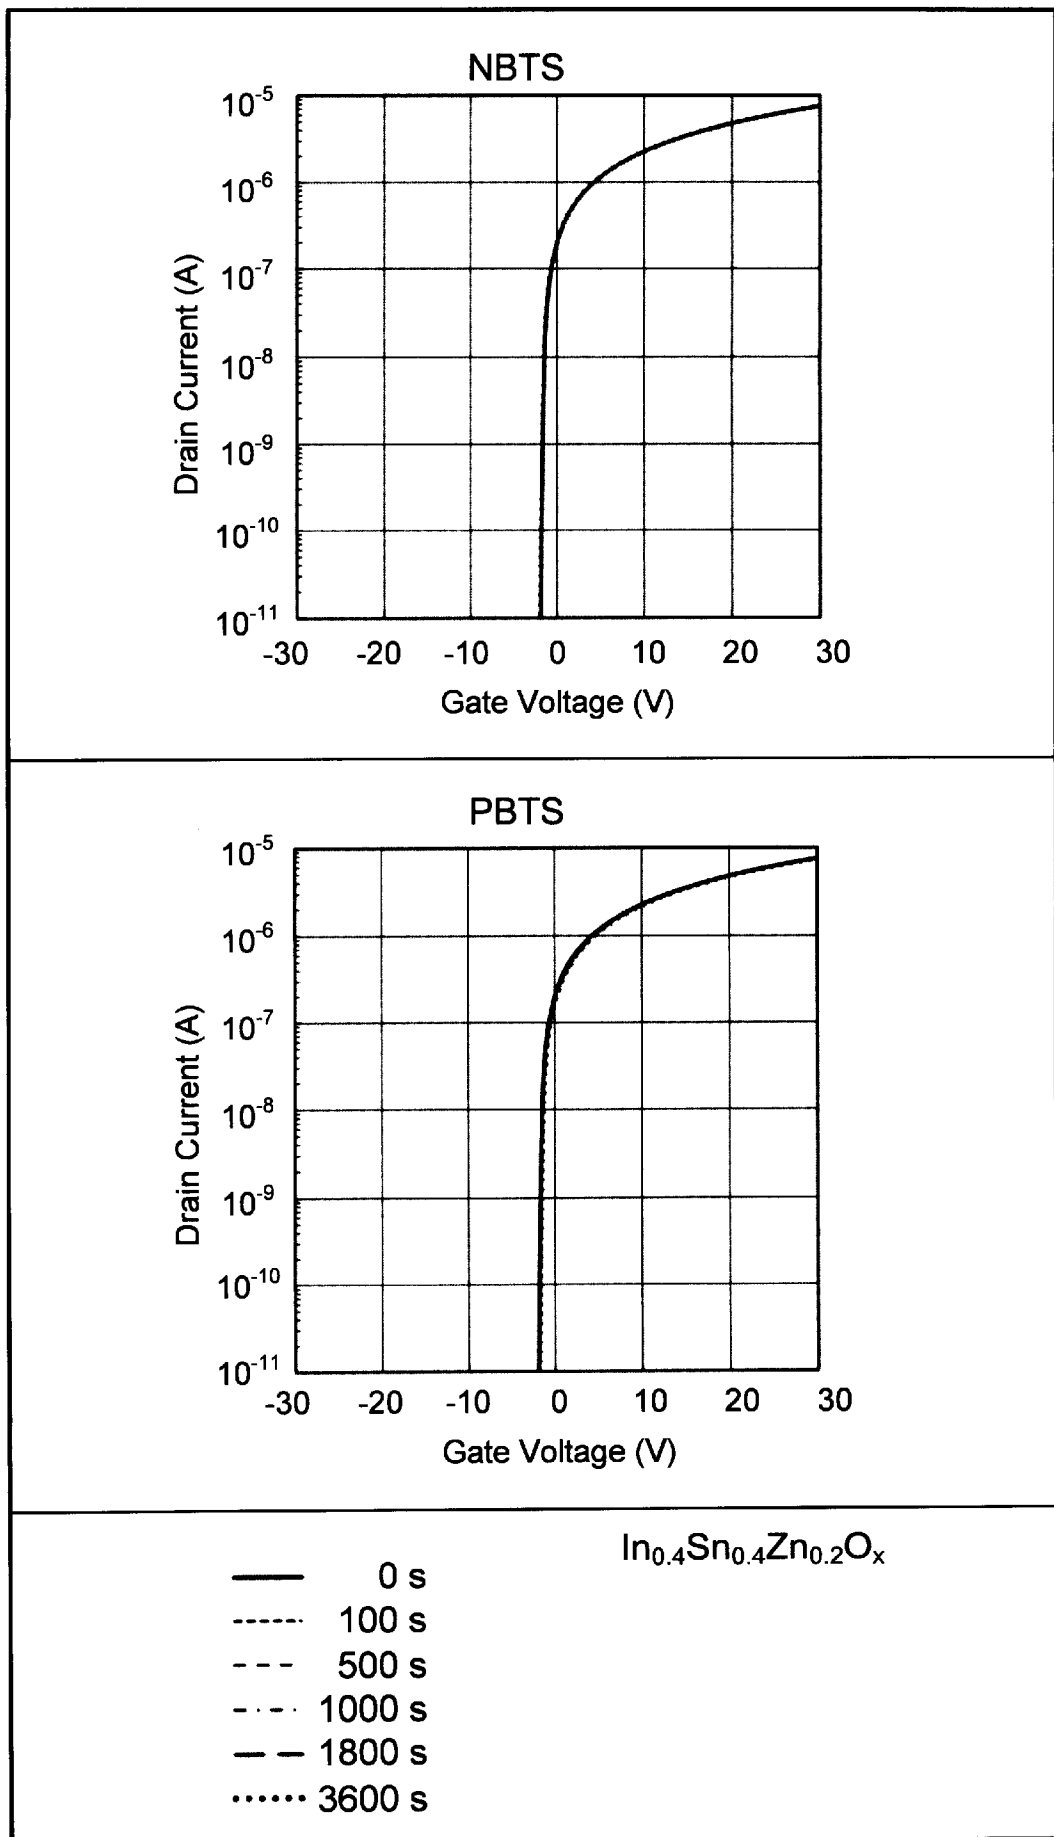 NBTS
10⁻⁵
10⁻⁶
10⁻⁷
10⁻⁸
10⁻⁹
10⁻¹⁰
10⁻¹¹
Drain Current (A)
-30 -20 -10 0 10 20 30
Gate Voltage (V)
PBTS
10⁻⁵
10⁻⁶
10⁻⁷
10⁻⁸
10⁻⁹
10⁻¹⁰
10⁻¹¹
Drain Current (A)
-30 -20 -10 0 10 20 30
Gate Voltage (V)
In₀.₄Sn₀.₄Zn₀.₂Oₓ
0 s
100 s
500 s
1000 s
1800 s
3600 s